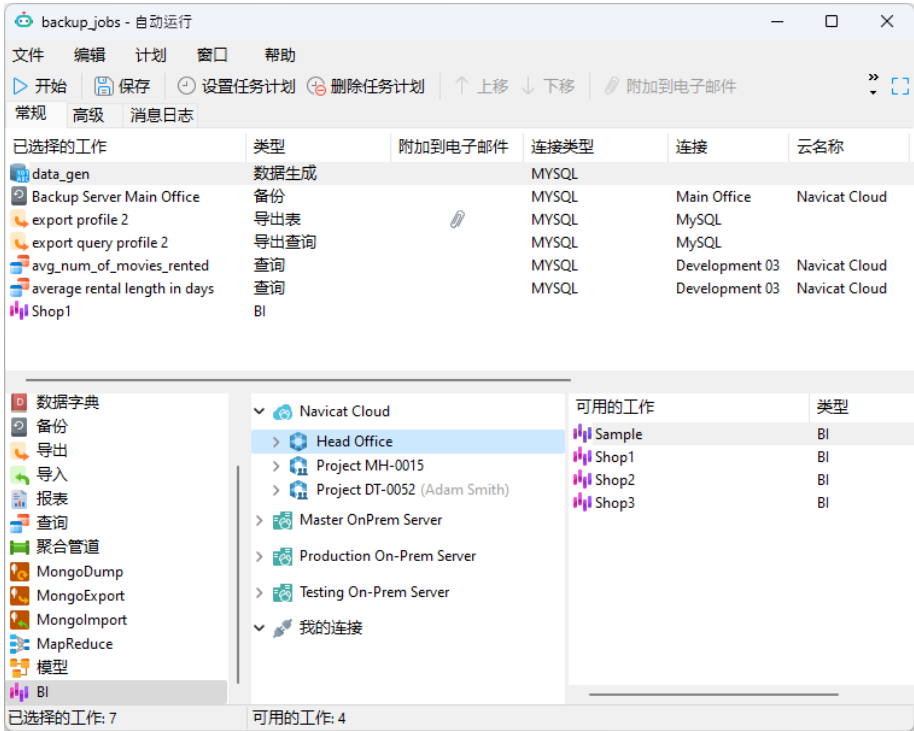 backup_jobs - 自动运行
文件 编辑 计划 窗口 帮助
开始 保存 设置任务计划 删除任务计划 上移 下移 附加到电子邮件
常规 高级 消息日志
已选择的工作 类型 附加到电子邮件 连接类型 连接 云名称
data_gen 数据生成 MYSQL
Backup Server Main Office 备份 MYSQL Main Office Navicat Cloud
export profile 2 导出表 MYSQL MySQL
export query profile 2 导出查询 MYSQL MySQL
avg_num_of_movies_rented 查询 MYSQL Development 03 Navicat Cloud
average rental length in days 查询 MYSQL Development 03 Navicat Cloud
Shop1 BI
数据字典
备份
导出
导入
报表
查询
聚合管道
MongoDump
MongoExport
MongoImport
MapReduce
模型
BI
Navicat Cloud
Head Office
Project MH-0015
Project DT-0052 (Adam Smith)
Master OnPrem Server
Production On-Prem Server
Testing On-Prem Server
我的连接
可用的工作 类型
Sample BI
Shop1 BI
Shop2 BI
Shop3 BI
已选择的工作: 7 可用的工作: 4